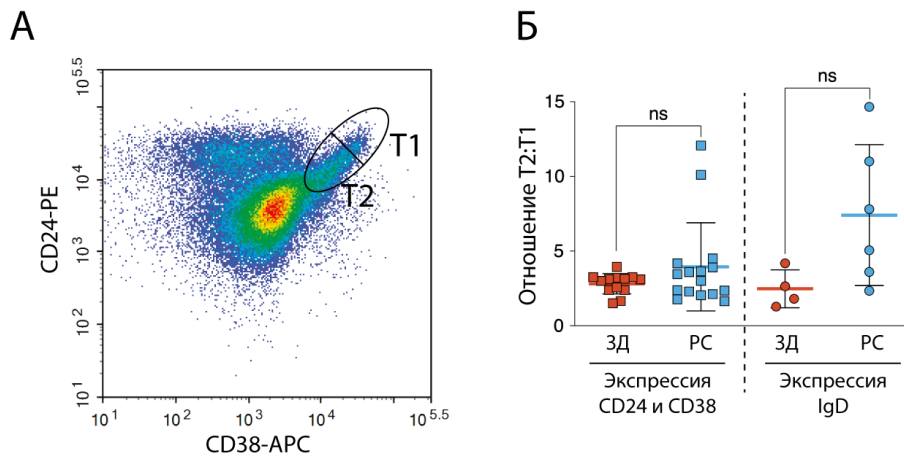 А
Б
10^5.5
10^4
10^3
10^2
10^1
CD24-PE
T1
T2
10^1 10^2 10^3 10^4 10^5.5
CD38-APC
ns
ns
15
10
5
0
Отношение T2:T1
ЗД РС ЗД РС
Экспрессия
CD24 и CD38
Экспрессия
IgD